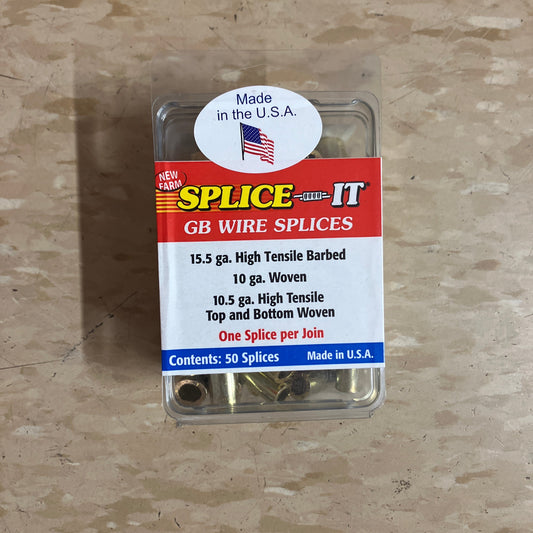 Made
in the U.S.A.
NEW
FARM
SPLICE IT®
GB WIRE SPLICES
15.5 ga. High Tensile Barbed
10 ga. Woven
10.5 ga. High Tensile
Top and Bottom Woven
One Splice per Join
Contents: 50 Splices Made in U.S.A.